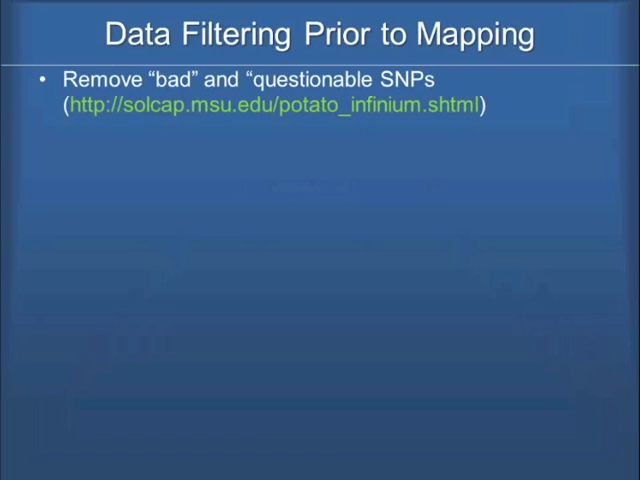 Data Filtering Prior to Mapping
• Remove “bad” and “questionable SNPs
(http://solcap.msu.edu/potato_infinium.shtml)